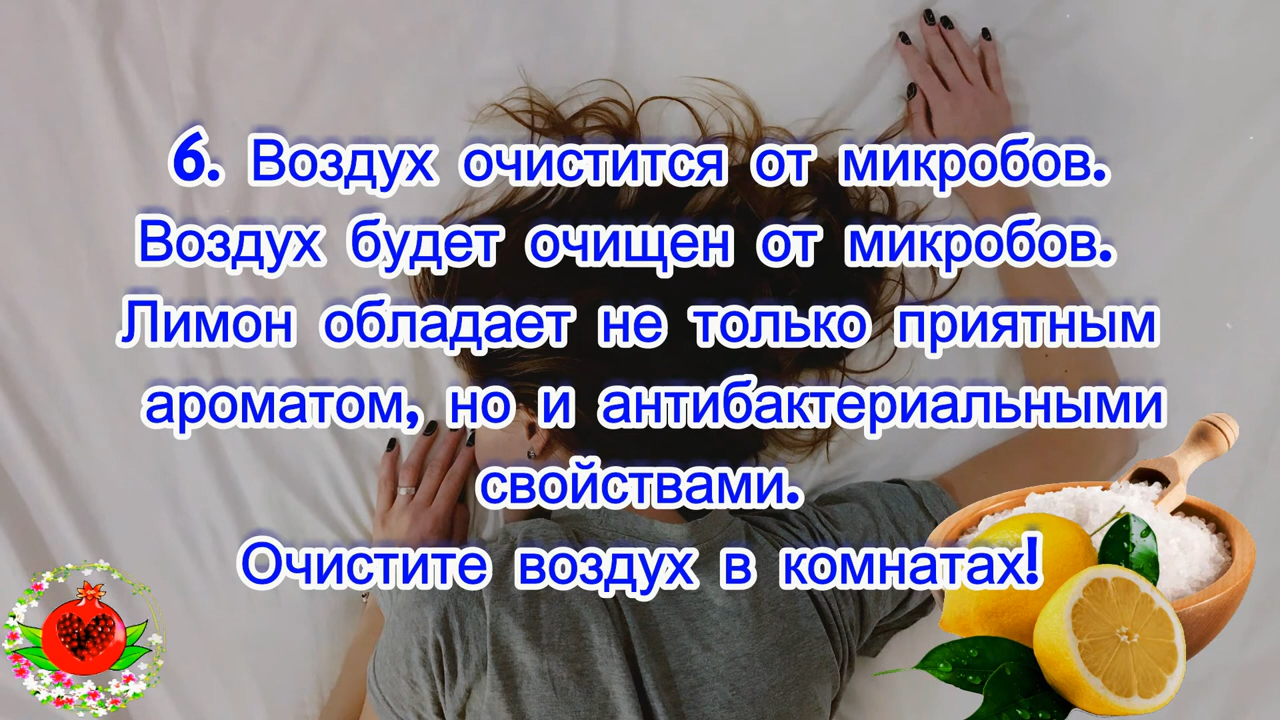 6. Воздух очистится от микробов.
Воздух будет очищен от микробов.
Лимон обладает не только приятным
ароматом, но и антибактериальными
свойствами.
Очистите воздух в комнатах!